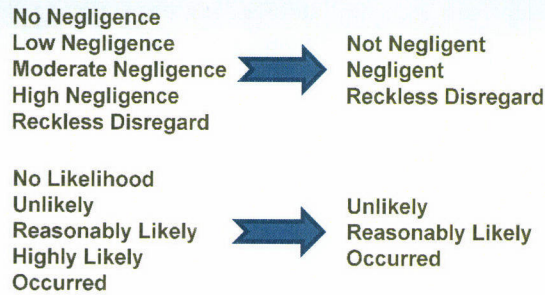 No Negligence
Low Negligence
Moderate Negligence
High Negligence
Reckless Disregard
Not Negligent
Negligent
Reckless Disregard
No Likelihood
Unlikely
Reasonably Likely
Highly Likely
Occurred
Unlikely
Reasonably Likely
Occurred